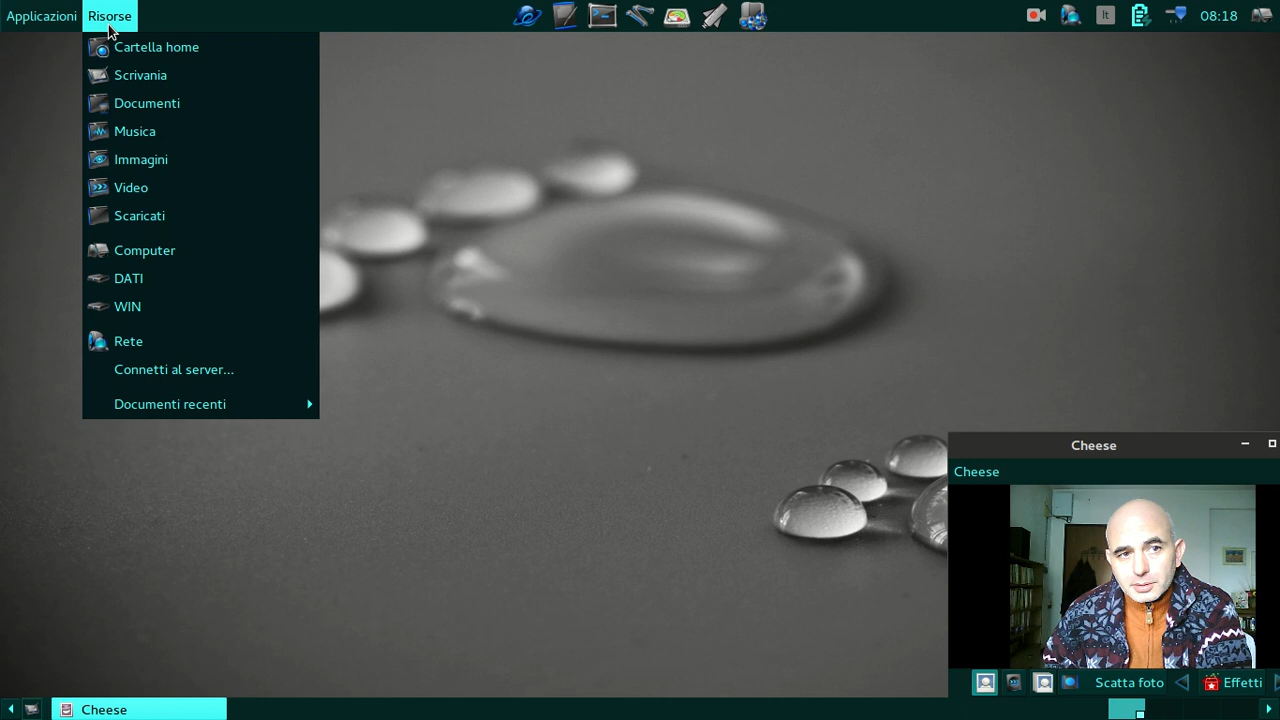 Applicazioni
Risorse
lt
08:18
Cartella home
Scrivania
Documenti
Musica
Immagini
Video
Scaricati
Computer
DATI
WIN
Rete
Connetti al server...
Documenti recenti
Cheese
Cheese
Scatta foto
Effetti
Cheese